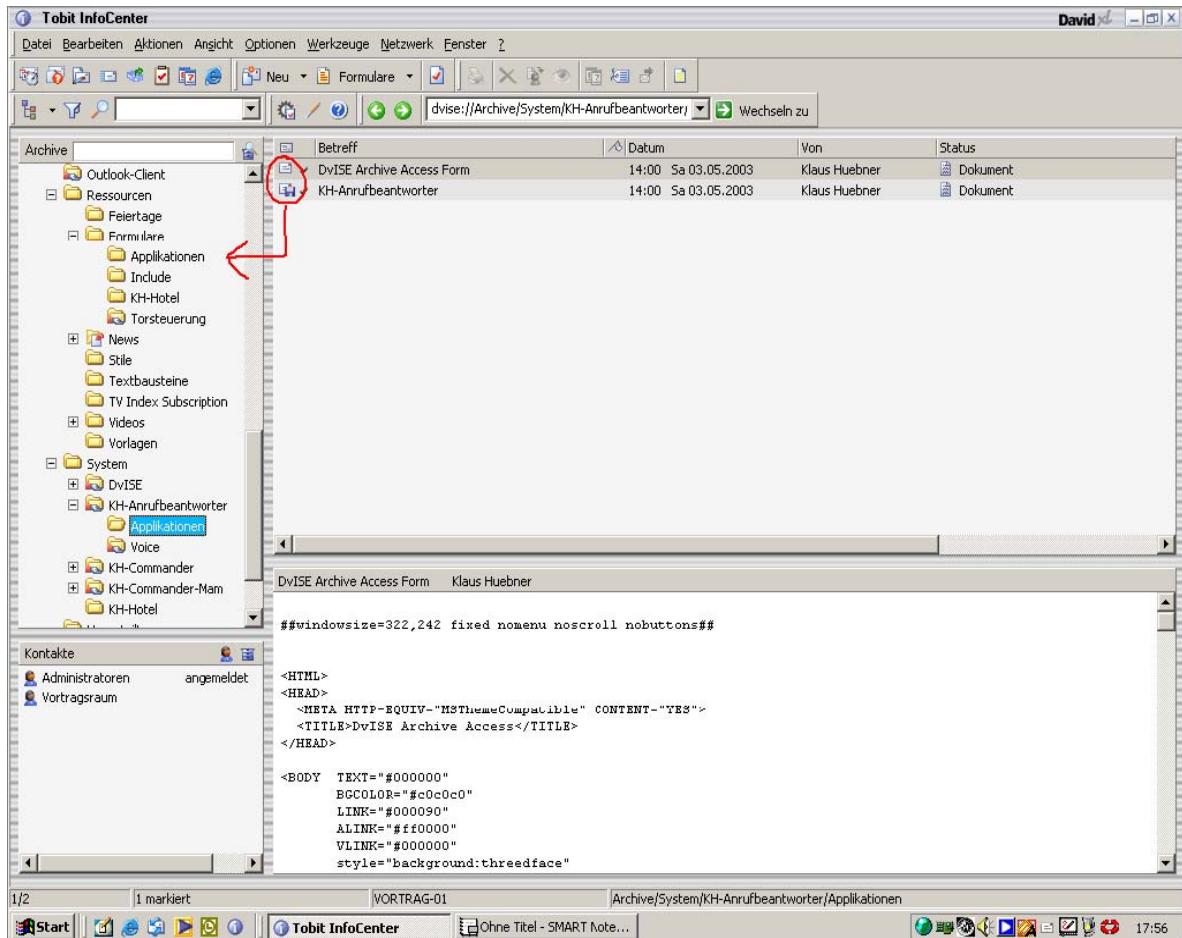 Tobit InfoCenter
David xl
Datei Bearbeiten Aktionen Ansicht Optionen Werkzeuge Netzwerk Fenster ?
Neu Formulare
dvise://Archive/System/KH-Anrufbeantworter/ Wechseln zu
Archive
Outlook-Client
Ressourcen
Feiertage
Formulare
Applikationen
Include
KH-Hotel
Torsteuerung
News
Stile
Textbausteine
TV Index Subscription
Videos
Vorlagen
System
DvISE
KH-Anrufbeantworter
Applikationen
Voice
KH-Commander
KH-Commander-Mam
KH-Hotel
Betreff Datum Von Status
DvISE Archive Access Form 14:00 Sa 03.05.2003 Klaus Huebner Dokument
KH-Anrufbeantworter 14:00 Sa 03.05.2003 Klaus Huebner Dokument
Kontakte
Administratoren angemeldet
Vortragsraum
DvISE Archive Access Form Klaus Huebner
##windowsize=322,242 fixed nomenu noscroll nobuttons##
<HTML>
<HEAD>
<META HTTP-EQUIV="MSThemeCompatible" CONTENT="YES">
<TITLE>DvISE Archive Access</TITLE>
</HEAD>
<BODY TEXT="#000000"
BGCOLOR="#c0c0c0"
LINK="#000090"
ALINK="#ff0000"
VLINK="#000000"
style="background:threedface"
1/2 1 markiert VORTRAG-01 Archive/System/KH-Anrufbeantworter/Applikationen
Start Tobit InfoCenter Ohne Titel - SMART Note... 17:56